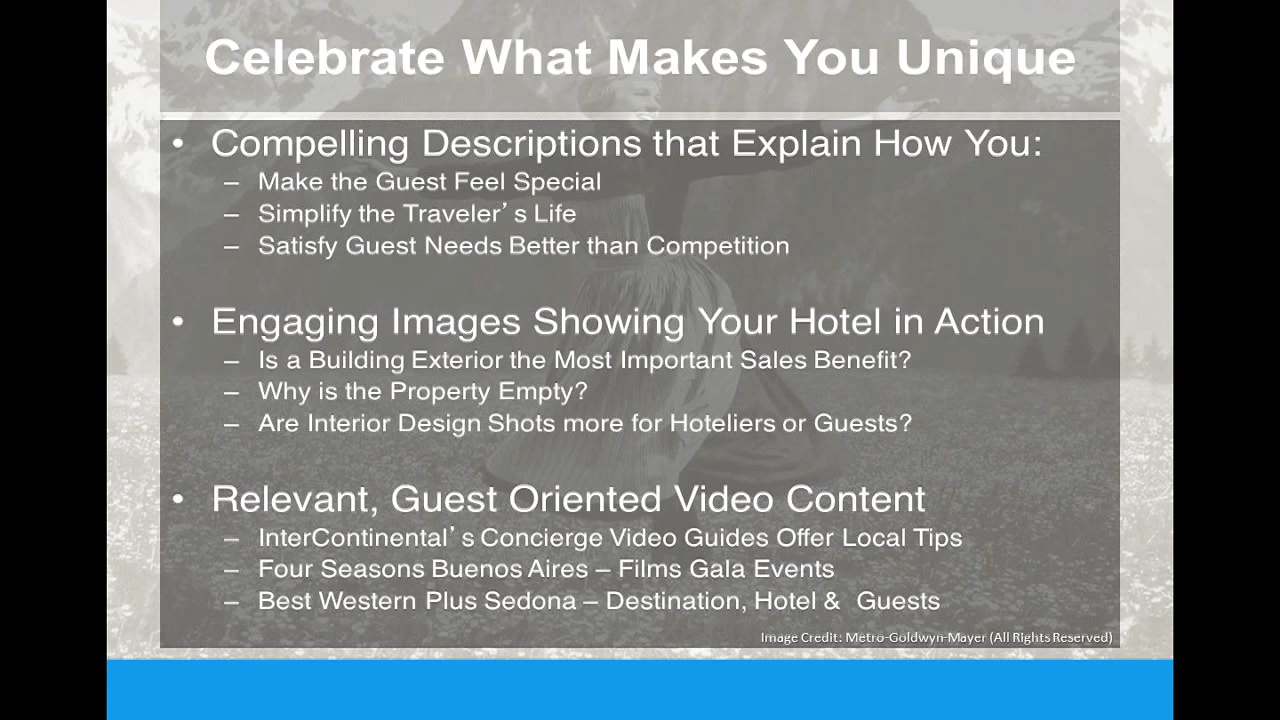 Celebrate What Makes You Unique
• Compelling Descriptions that Explain How You:
– Make the Guest Feel Special
– Simplify the Traveler’s Life
– Satisfy Guest Needs Better than Competition
• Engaging Images Showing Your Hotel in Action
– Is a Building Exterior the Most Important Sales Benefit?
– Why is the Property Empty?
– Are Interior Design Shots more for Hoteliers or Guests?
• Relevant, Guest Oriented Video Content
– InterContinental’s Concierge Video Guides Offer Local Tips
– Four Seasons Buenos Aires – Films Gala Events
– Best Western Plus Sedona – Destination, Hotel & Guests
Image Credit: Metro-Goldwyn-Mayer (All Rights Reserved)